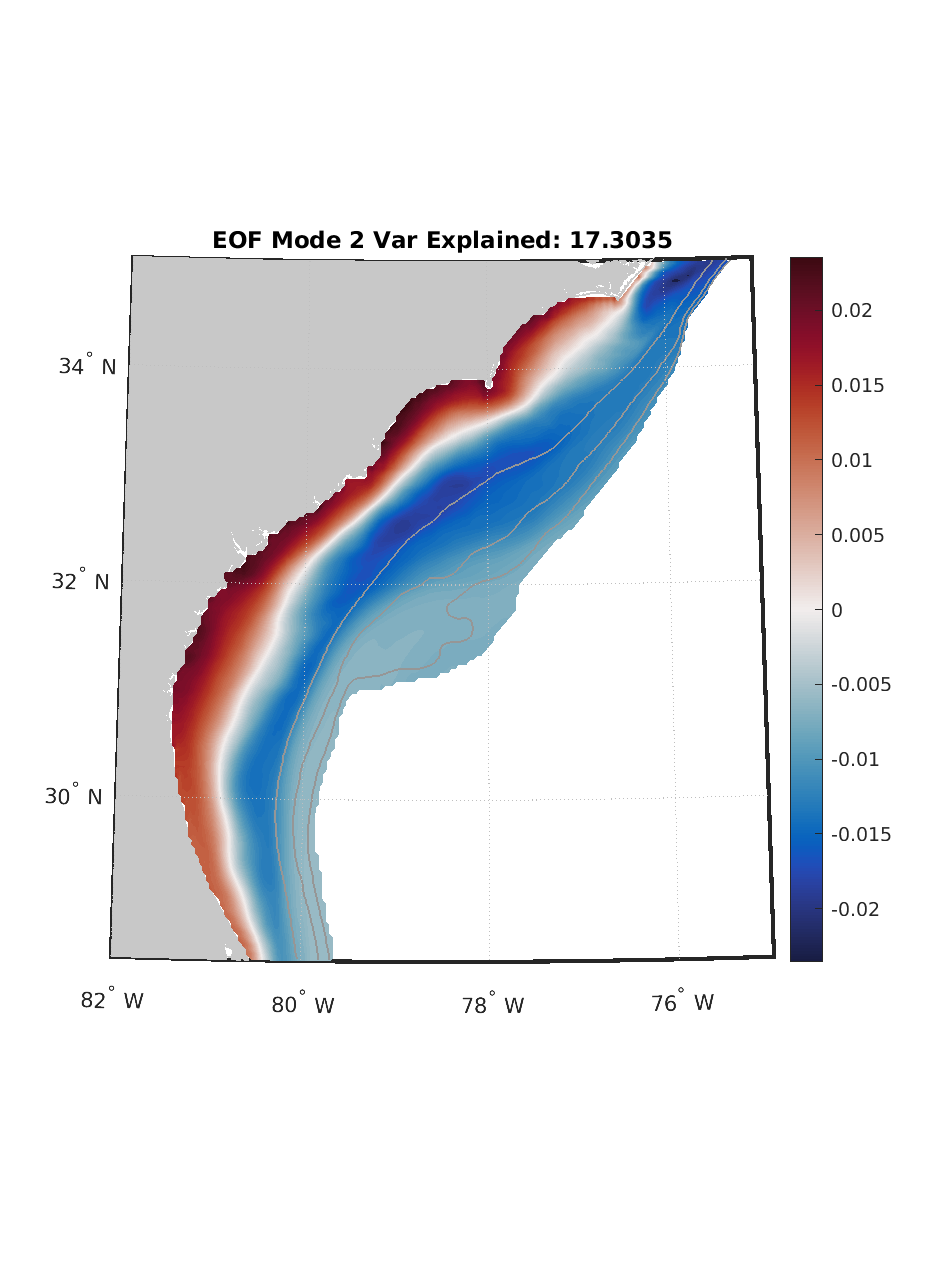 EOF Mode 2 Var Explained: 17.3035
34° N
32° N
30° N
82° W
80° W
78° W
76° W
0.02
0.015
0.01
0.005
0
-0.005
-0.01
-0.015
-0.02